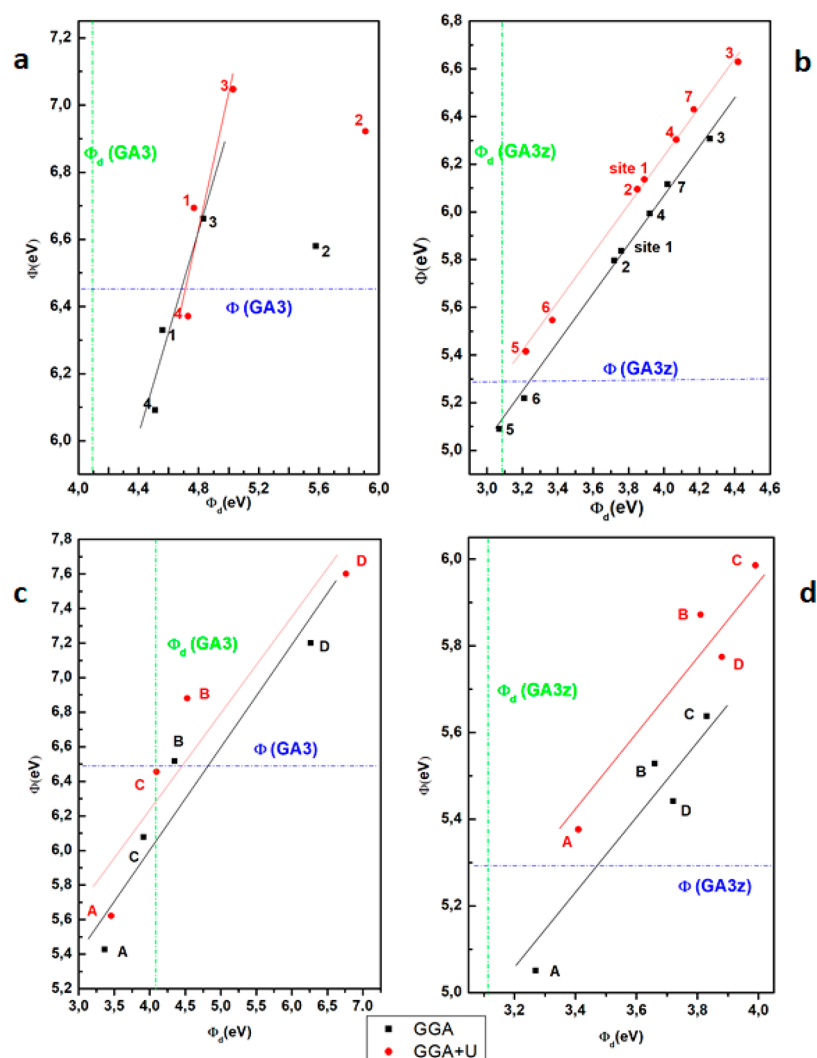 a
7,2
7,0
6,8
6,6
6,4
6,2
6,0
Φ(eV)
Φd (GA3)
3
2
1
3
2
Φ (GA3)
4
1
4
4,0 4,4 4,8 5,2 5,6 6,0
Φd(eV)
b
6,8
6,6
6,4
6,2
6,0
5,8
5,6
5,4
5,2
5,0
Φ(eV)
Φd (GA3z)
3
7
4
3
site 1
2
7
4
site 1
2
6
5
Φ (GA3z)
6
5
3,0 3,2 3,4 3,6 3,8 4,0 4,2 4,4 4,6
Φd(eV)
c
7,8
7,6
7,4
7,2
7,0
6,8
6,6
6,4
6,2
6,0
5,8
5,6
5,4
5,2
Φ(eV)
Φd (GA3)
D
D
B
B
Φ (GA3)
C
C
A
A
3,0 3,5 4,0 4,5 5,0 5,5 6,0 6,5 7,0
Φd(eV)
d
6,0
5,8
5,6
5,4
5,2
5,0
Φ(eV)
Φd (GA3z)
C
B
D
C
B
D
A
Φ (GA3z)
A
3,2 3,4 3,6 3,8 4,0
Φd(eV)
GGA
GGA+U